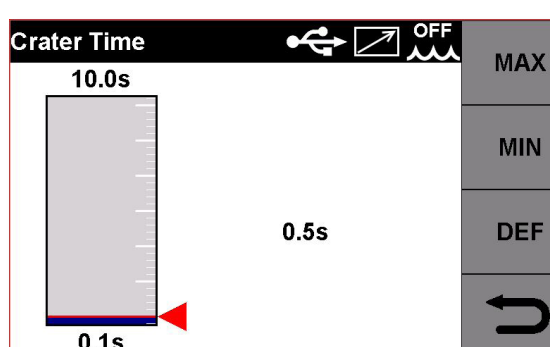 Crater Time
OFF
MAX
10.0s
MIN
0.5s
DEF
0.1s